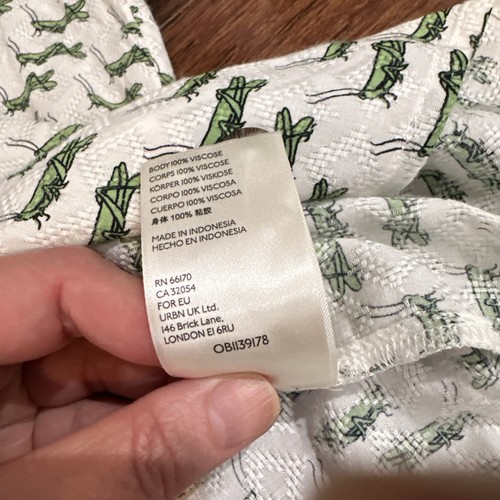 BODY 100% VISCOSE
CORPS 100% VISCOSE
KÖRPER 100% VISKOSE
CORPO 100% VISCOSA
CUERPO 100% VISCOSA
身体 100% 粘胶
MADE IN INDONESIA
HECHO EN INDONESIA
RN 66170
CA 32054
FOR EU
URBN UK Ltd.
146 Brick Lane,
LONDON E1 6RU
OB1139178